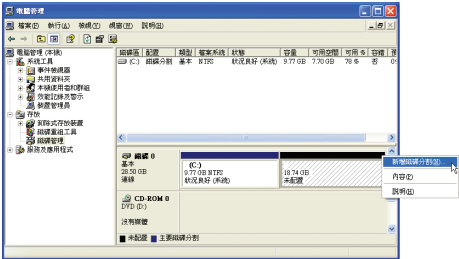 電腦管理
檔案(F) 執行(A) 檢視(V) 視窗(W) 說明(H)
電腦管理 (本機)
系統工具
事件檢視器
共用資料夾
本機使用者和群組
效能記錄及警示
裝置管理員
存放
卸除式存放裝置
磁碟重組工具
磁碟管理
服務及應用程式
磁碟區 配置 類型 檔案系統 狀態 容量 可用空間 可用 % 容錯
(C:) 磁碟分割 基本 NTFS 狀況良好 (系統) 9.77 GB 7.70 GB 78 % 否
磁碟 0
基本
28.50 GB
連線
(C:)
9.77 GB NTFS
狀況良好 (系統)
18.74 GB
未配置
CD-ROM 0
DVD (D:)
沒有媒體
未配置 主要磁碟分割
新增磁碟分割(N)...
內容(P)
說明(H)